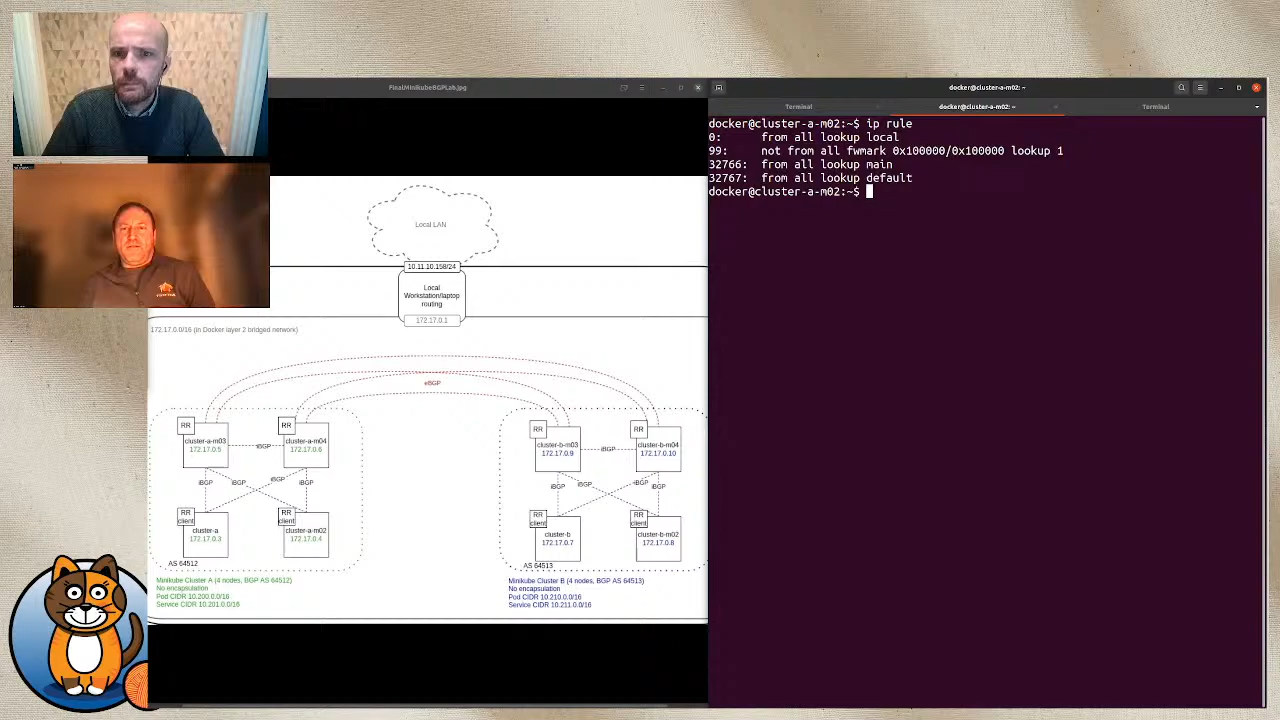 FinalMinikubeBGPLab.jpg
docker@cluster-a-m02: ~
Terminal
docker@cluster-a-m02: ~
Terminal
docker@cluster-a-m02:~$ ip rule
0: from all lookup local
99: not from all fwmark 0x100000/0x100000 lookup 1
32766: from all lookup main
32767: from all lookup default
docker@cluster-a-m02:~$
Local LAN
10.11.10.158/24
Local
Workstation/laptop
routing
172.17.0.1
172.17.0.0/16 (in Docker layer 2 bridged network)
eBGP
RR
cluster-a-m03
172.17.0.5
iBGP
RR
cluster-a-m04
172.17.0.6
iBGP
iBGP
iBGP
iBGP
RR
client
cluster-a
172.17.0.3
RR
client
cluster-a-m02
172.17.0.4
AS 64512
Minikube Cluster A (4 nodes, BGP AS 64512)
No encapsulation
Pod CIDR 10.200.0.0/16
Service CIDR 10.201.0.0/16
RR
cluster-b-m03
172.17.0.9
iBGP
RR
cluster-b-m04
172.17.0.10
iBGP
iBGP
iBGP
iBGP
RR
client
cluster-b
172.17.0.7
RR
client
cluster-b-m02
172.17.0.8
AS 64513
Minikube Cluster B (4 nodes, BGP AS 64513)
No encapsulation
Pod CIDR 10.210.0.0/16
Service CIDR 10.211.0.0/16